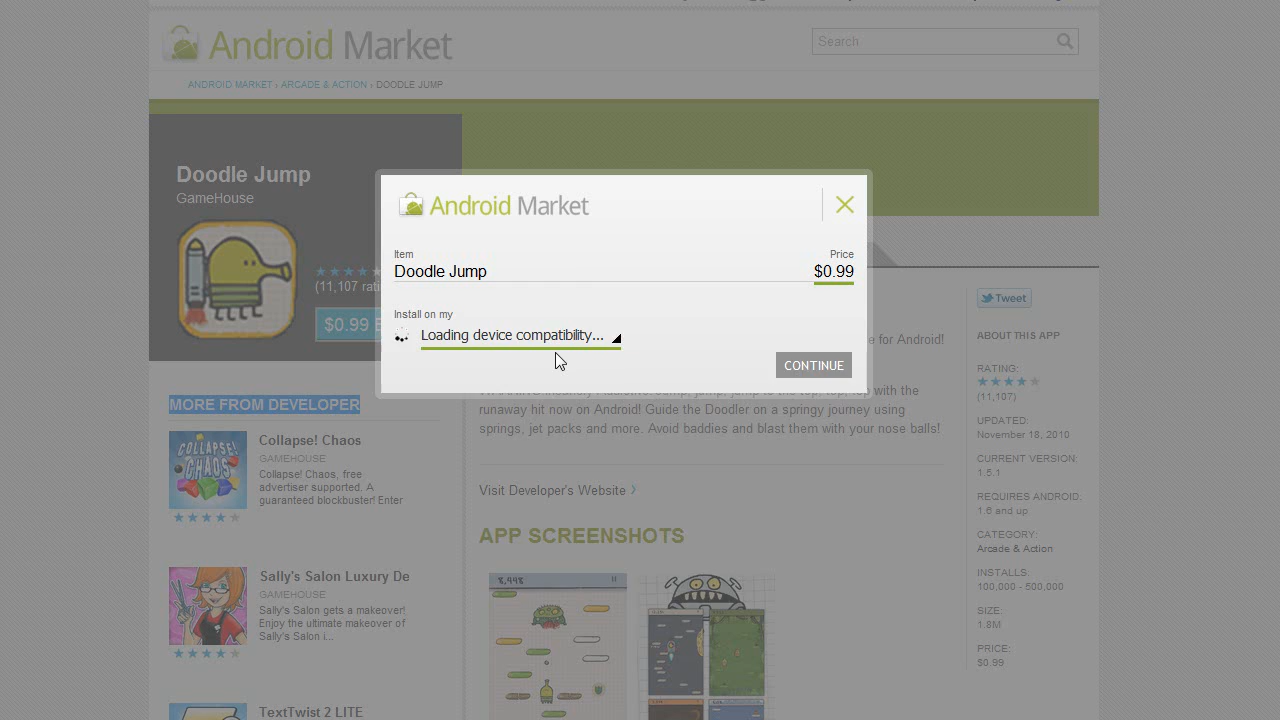 Android Market
Search
ANDROID MARKET › ARCADE & ACTION › DOODLE JUMP
Doodle Jump
GameHouse
(11,107
$0.99
Android Market
Item
Price
Doodle Jump
$0.99
Install on my
Loading device compatibility...
CONTINUE
Tweet
ABOUT THIS APP
RATING:
(11,107)
UPDATED:
November 18, 2010
CURRENT VERSION:
1.5.1
REQUIRES ANDROID:
1.6 and up
CATEGORY:
Arcade & Action
INSTALLS:
100,000 - 500,000
SIZE:
1.8M
PRICE:
$0.99
for Android!
with the
runaway hit now on Android! Guide the Doodler on a springy journey using
springs, jet packs and more. Avoid baddies and blast them with your nose balls!
Visit Developer's Website ›
APP SCREENSHOTS
8,448
MORE FROM DEVELOPER
Collapse! Chaos
GAMEHOUSE
Collapse! Chaos, free
advertiser supported. A
guaranteed blockbuster! Enter
COLLAPSE!
CHAOS
Sally's Salon Luxury De
GAMEHOUSE
Sally's Salon gets a makeover!
Enjoy the ultimate makeover of
Sally's Salon i...
TextTwist 2 LITE